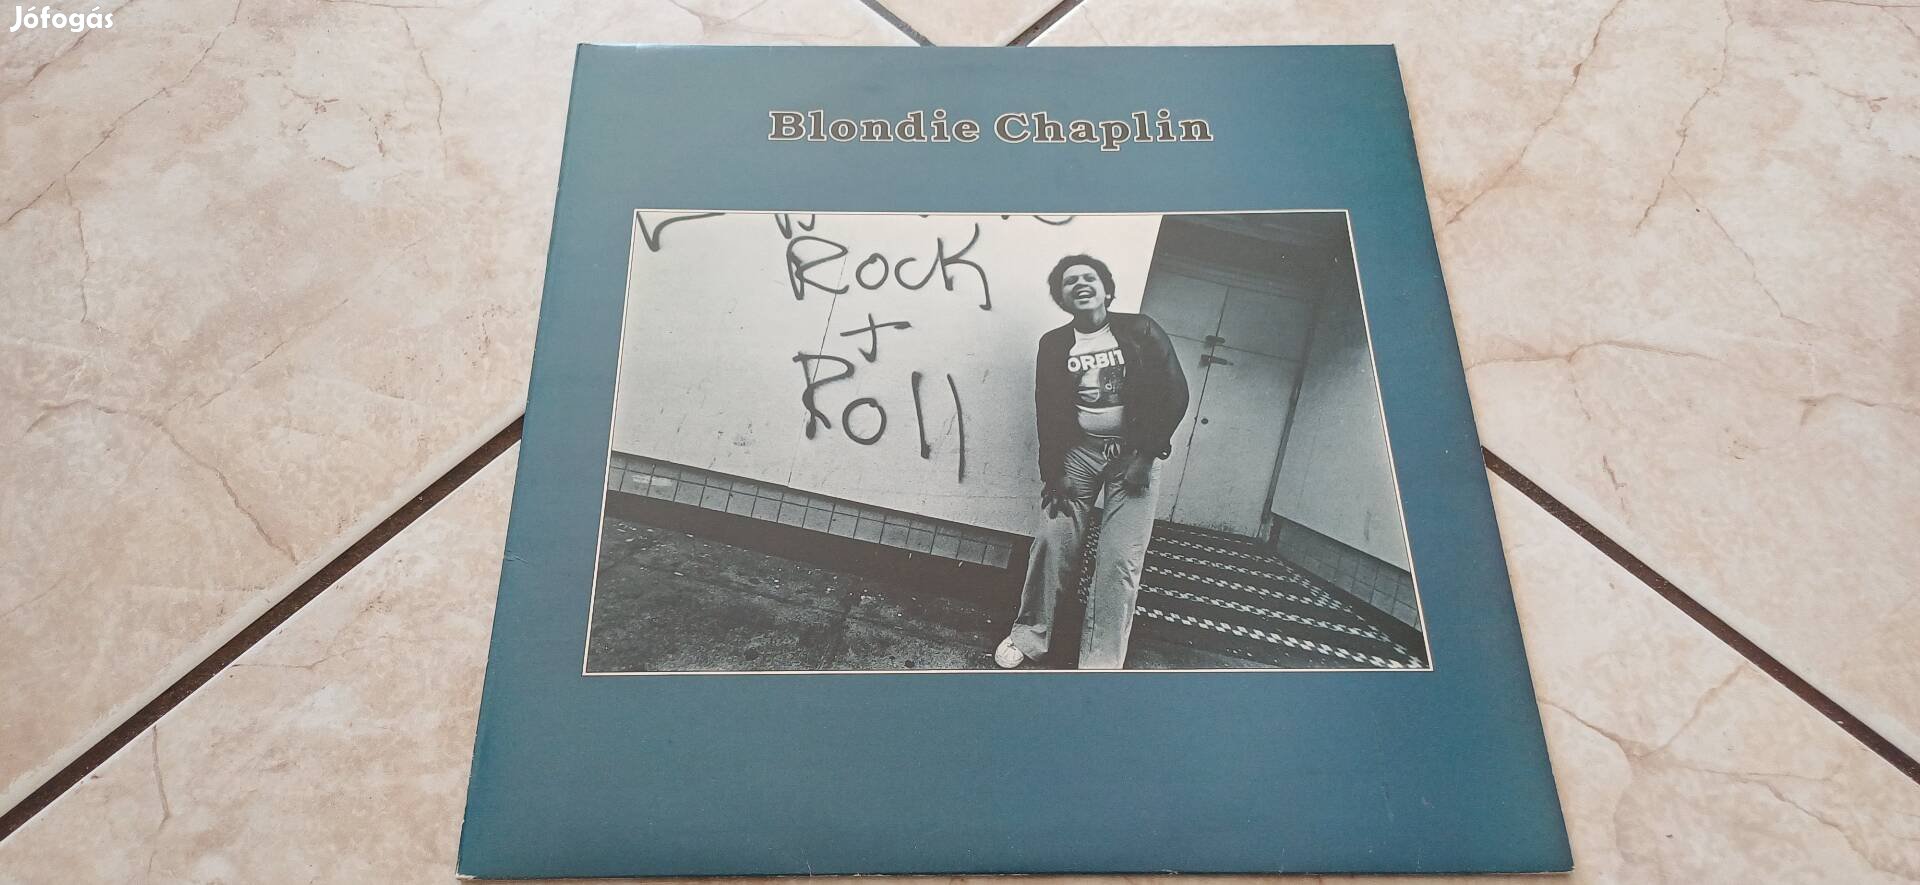 Jófogás
Blondie Chaplin
Rock
+
Roll
ORBIT